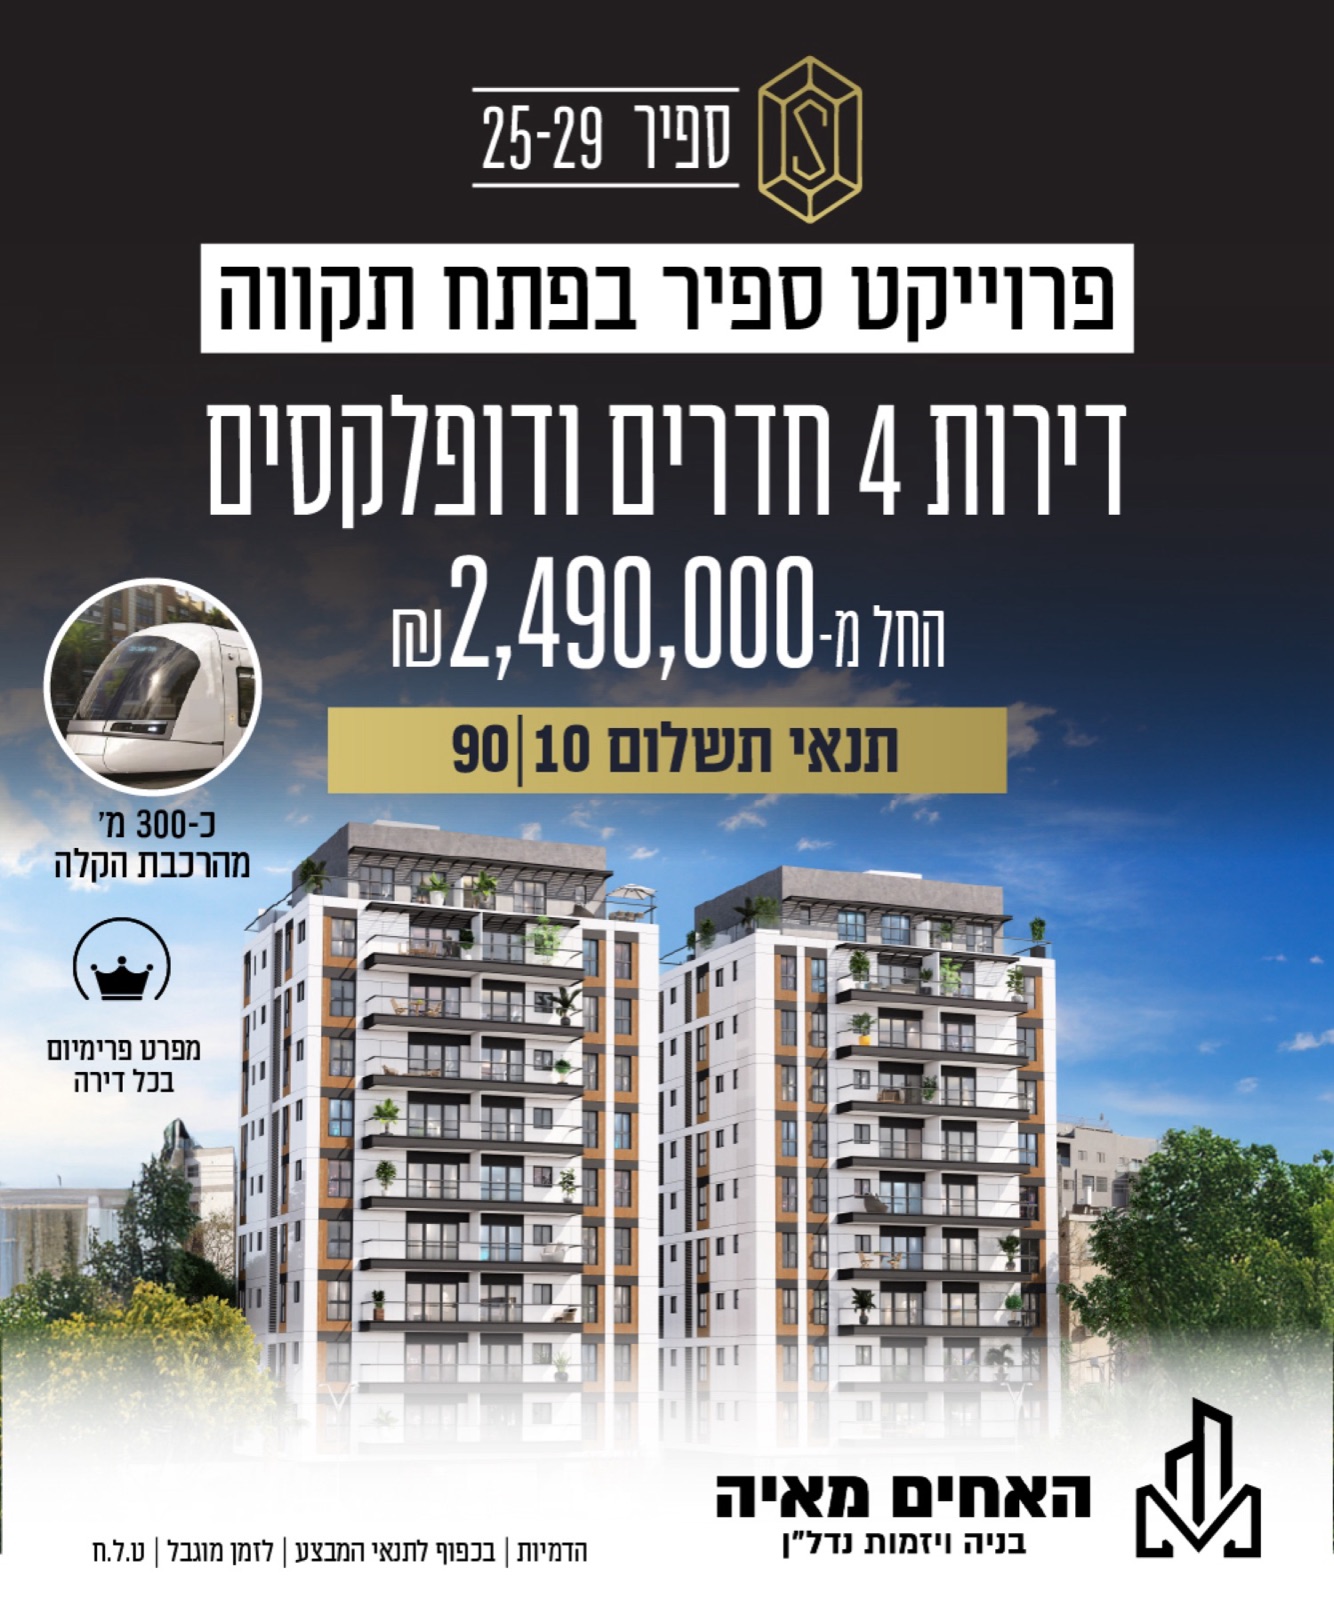 ספיר 25-29
פרוייקט ספיר בפתח תקווה
דירות 4 חדרים ודופלקסים
החל מ-2,490,000₪
תנאי תשלום 10|90
כ-300 מ'
מהרכבת הקלה
מפרט פרימיום
בכל דירה
האחים מאיה
בניה ויזמות נדל"ן
הדמיות | בכפוף לתנאי המבצע | לזמן מוגבל | ט.ל.ח